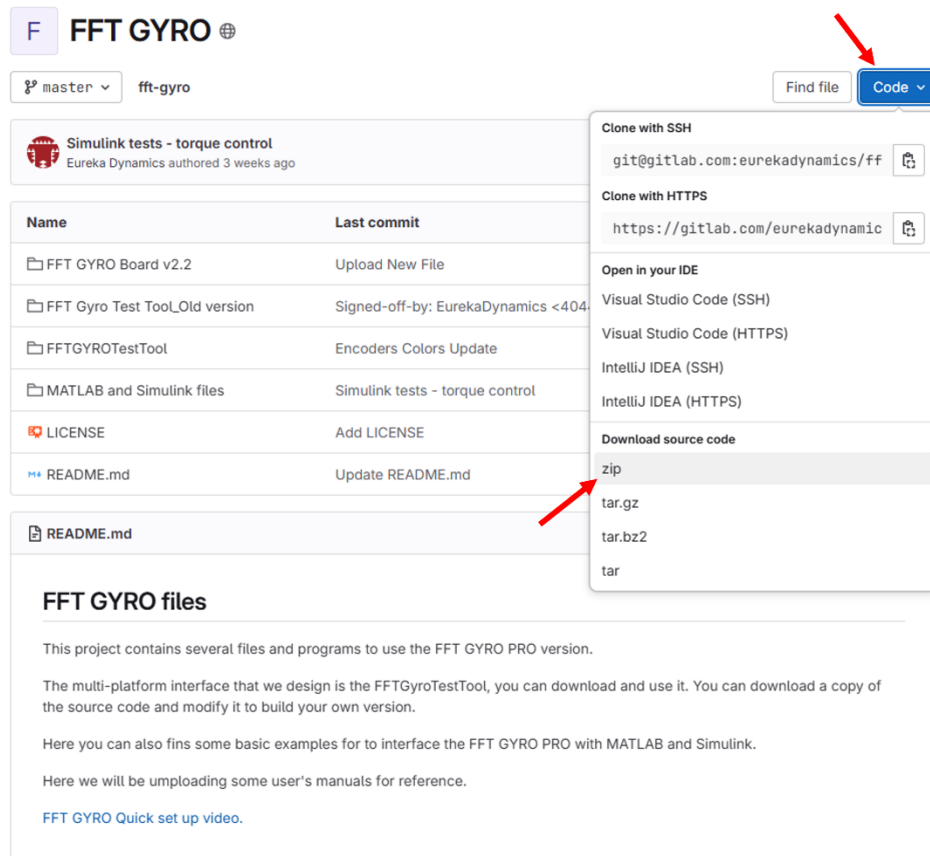 F FFT GYRO
master fft-gyro Find file Code
Simulink tests - torque control
Eureka Dynamics authored 3 weeks ago
Name Last commit
FFT GYRO Board v2.2 Upload New File
FFT Gyro Test Tool_Old version Signed-off-by: EurekaDynamics <404
FFTGYROTestTool Encoders Colors Update
MATLAB and Simulink files Simulink tests - torque control
LICENSE Add LICENSE
README.md Update README.md
Clone with SSH
git@gitlab.com:eurekadynamics/ff
Clone with HTTPS
https://gitlab.com/eurekadynamic
Open in your IDE
Visual Studio Code (SSH)
Visual Studio Code (HTTPS)
IntelliJ IDEA (SSH)
IntelliJ IDEA (HTTPS)
Download source code
zip
tar.gz
tar.bz2
tar
README.md
FFT GYRO files
This project contains several files and programs to use the FFT GYRO PRO version.
The multi-platform interface that we design is the FFTGyroTestTool, you can download and use it. You can download a copy of
the source code and modify it to build your own version.
Here you can also fins some basic examples for to interface the FFT GYRO PRO with MATLAB and Simulink.
Here we will be umploading some user's manuals for reference.
FFT GYRO Quick set up video.